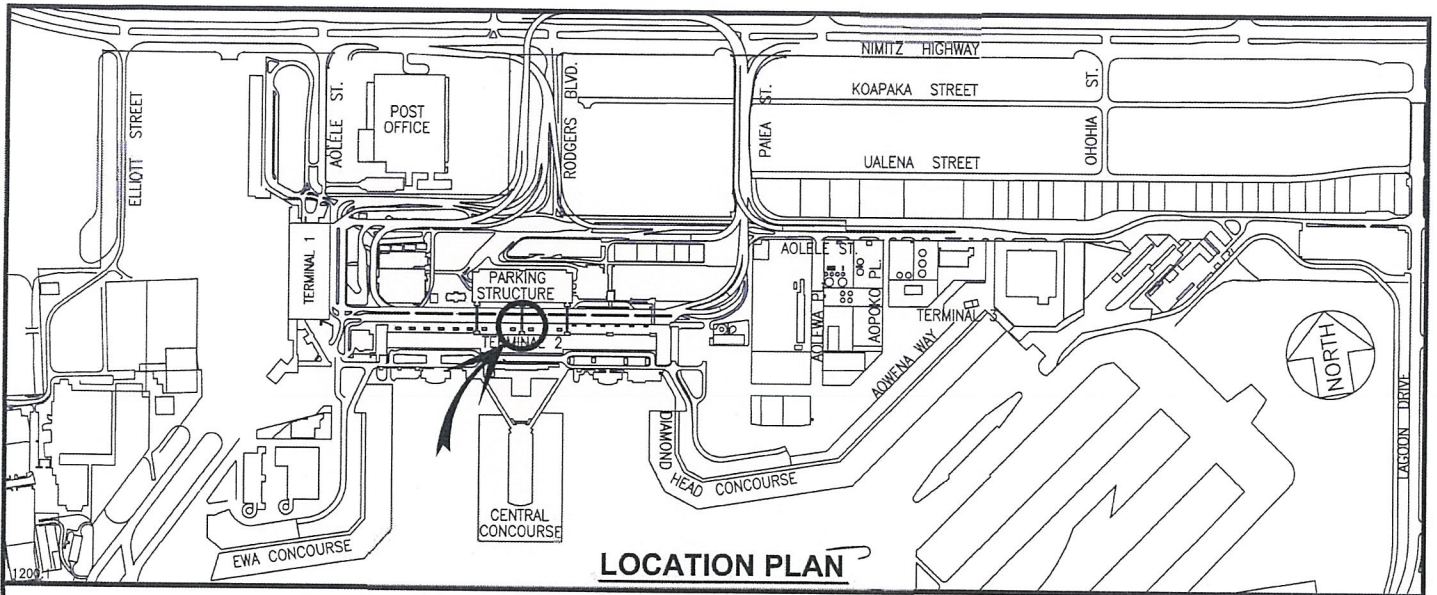 NIMITZ HIGHWAY
KOAPAKA STREET
UALENA STREET
ELLIOTT STREET
AOLELE ST.
POST
OFFICE
RODGERS BLVD.
PAIEA ST.
OHOHIA ST.
TERMINAL 1
PARKING
STRUCTURE
TERMINAL 2
AOLELE ST.
AOLEWA PL.
AOPOKO PL.
TERMINAL 3
AOWENA WAY
NORTH
LAGOON DRIVE
DIAMOND
HEAD CONCOURSE
CENTRAL
CONCOURSE
EWA CONCOURSE
LOCATION PLAN